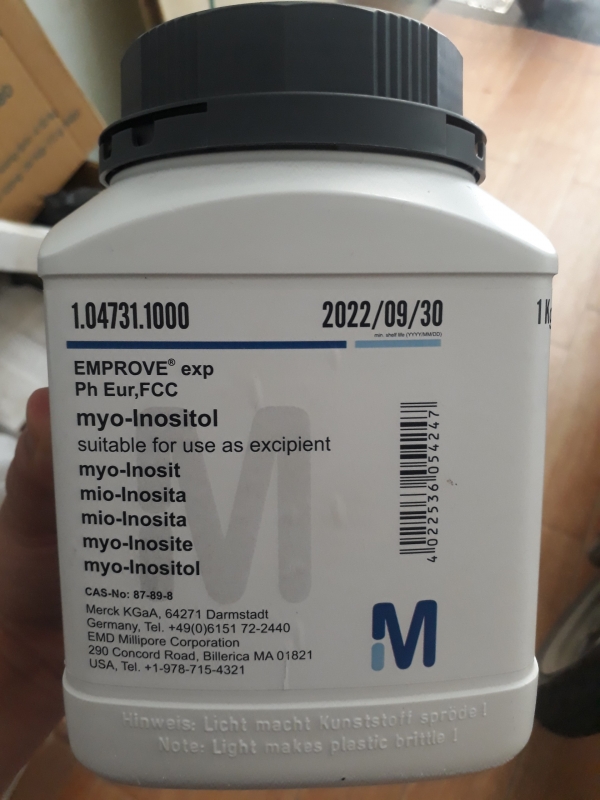 1.04731.1000
2022/09/30
1 K
min. shelf life (YYYY/MM/DD)
EMPROVE® exp
Ph Eur,FCC
myo-Inositol
suitable for use as excipient
myo-Inosit
mio-Inosita
mio-Inosita
myo-Inosite
myo-Inositol
CAS-No: 87-89-8
Merck KGaA, 64271 Darmstadt
Germany, Tel. +49(0)6151 72-2440
EMD Millipore Corporation
290 Concord Road, Billerica MA 01821
USA, Tel. +1-978-715-4321
4 022536 054247
M
Hinweis: Licht macht Kunststoff spröde !
Note: Light makes plastic brittle !